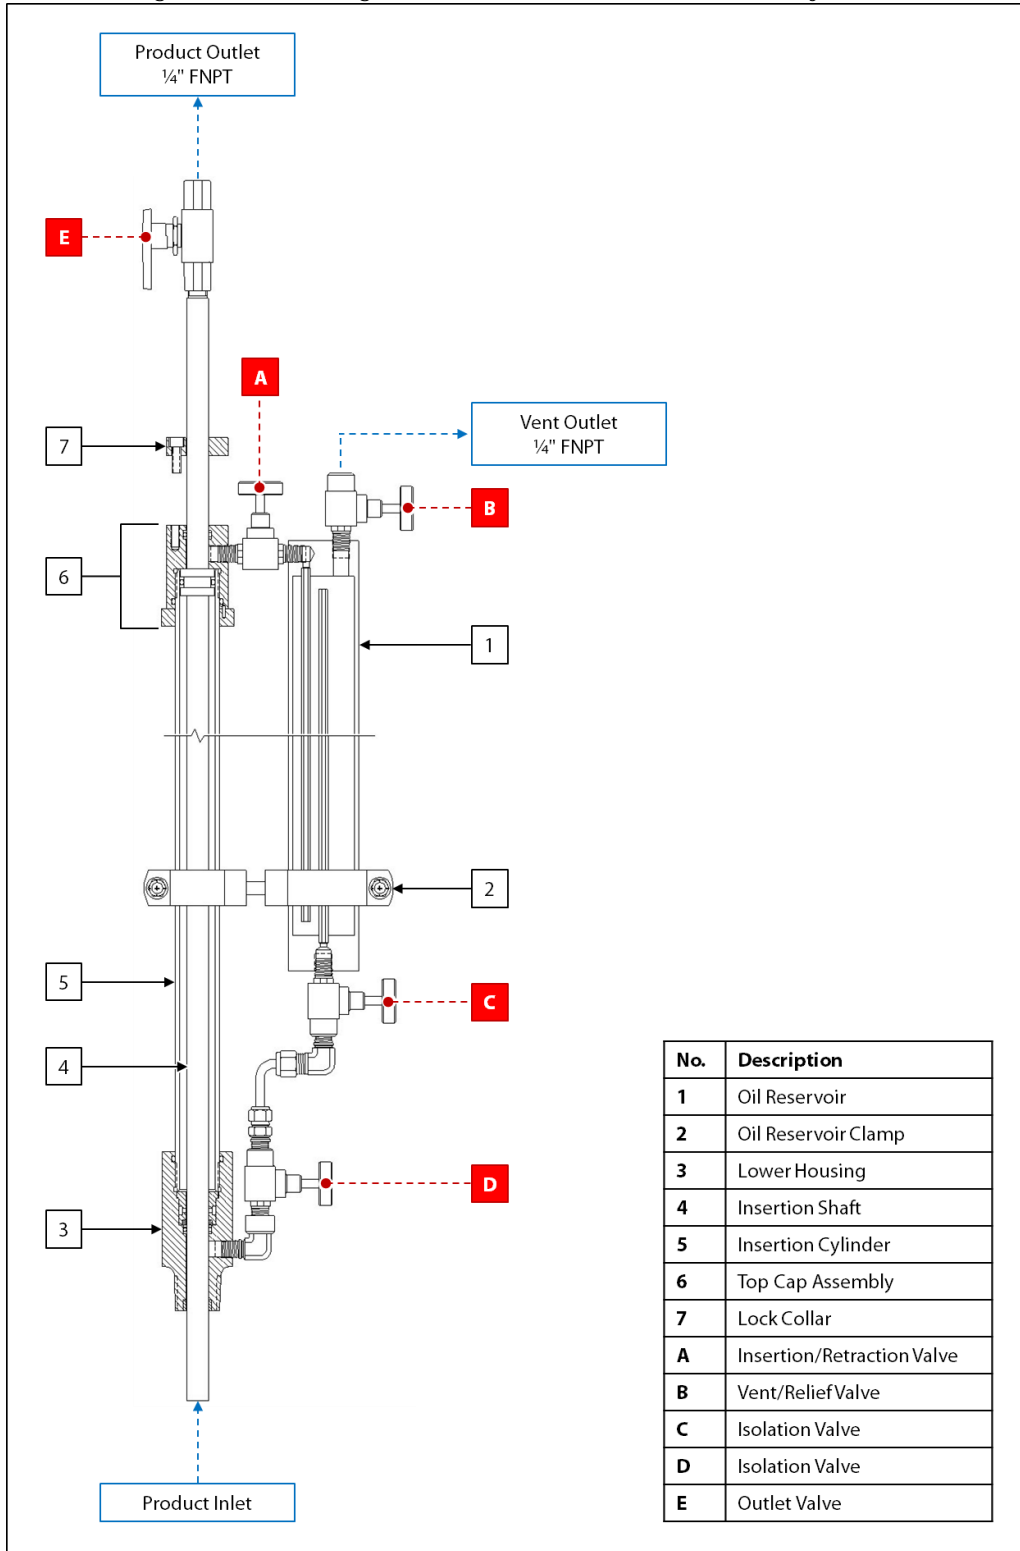 Product Outlet
¼" FNPT
E
A
Vent Outlet
¼" FNPT
7
B
6
1
2
5
C
4
D
3
Product Inlet
No. Description
1 Oil Reservoir
2 Oil Reservoir Clamp
3 Lower Housing
4 Insertion Shaft
5 Insertion Cylinder
6 Top Cap Assembly
7 Lock Collar
A Insertion/Retraction Valve
B Vent/Relief Valve
C Isolation Valve
D Isolation Valve
E Outlet Valve